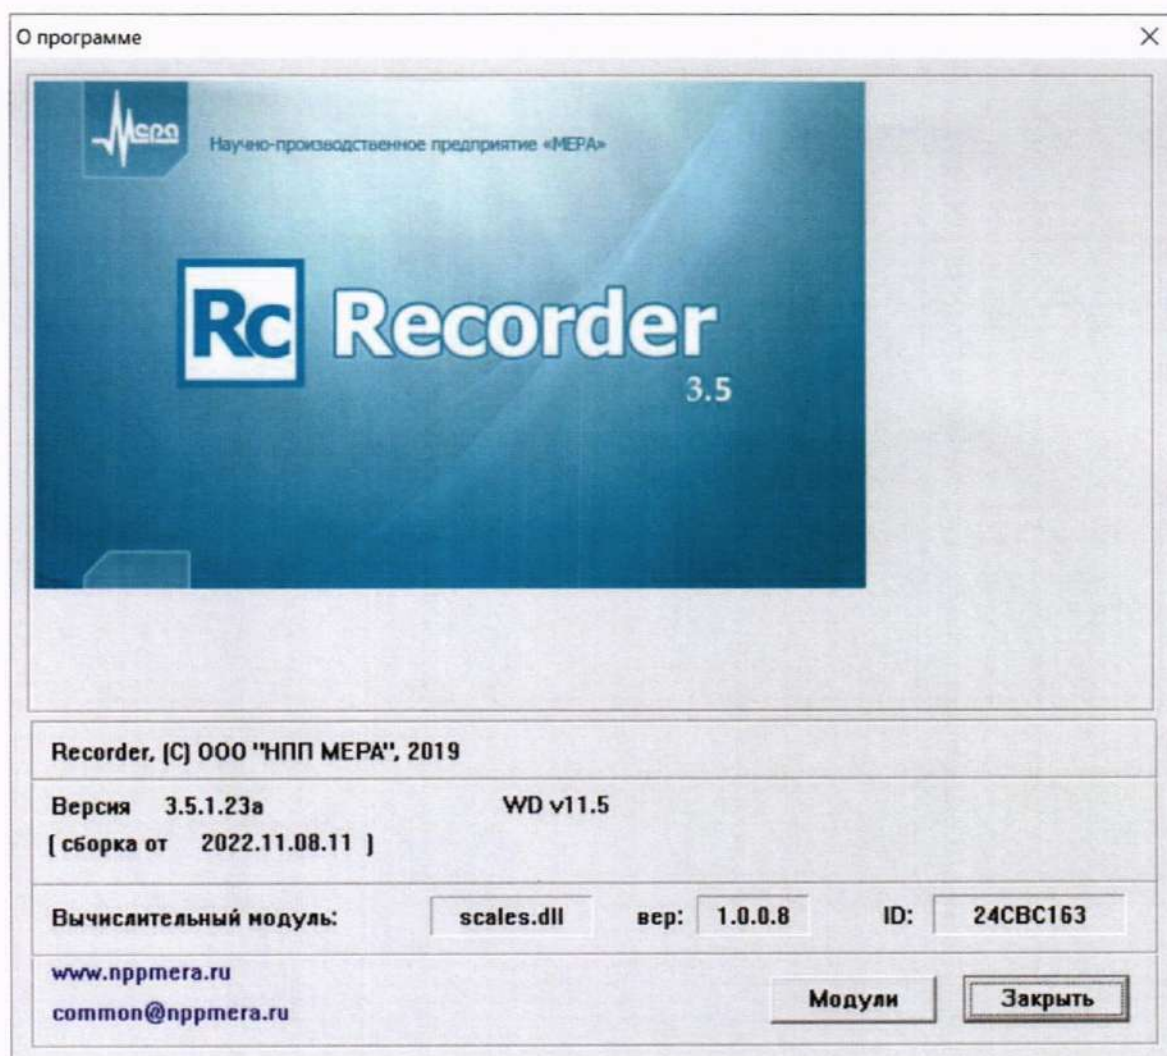 О программе
Мера
Научно-производственное предприятие «МЕРА»
Rc Recorder
3.5
Recorder, (C) ООО "НПП МЕРА", 2019
Версия 3.5.1.23a WD v11.5
[ сборка от 2022.11.08.11 ]
Вычислительный модуль: scales.dll вер: 1.0.0.8 ID: 24CBC163
www.nppmera.ru
common@nppmera.ru
Модули Закрыть